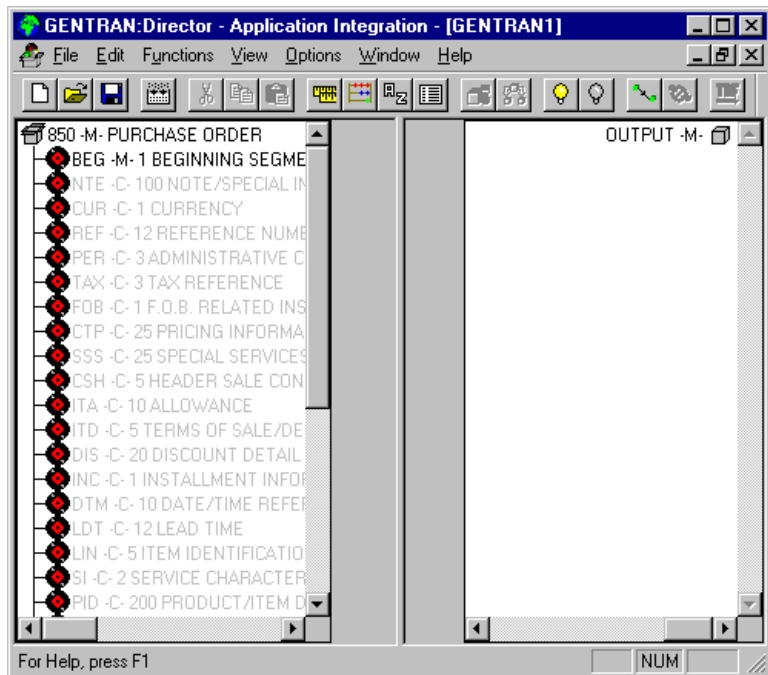 GENTRAN:Director - Application Integration - [GENTRAN1]
File Edit Functions View Options Window Help
850 -M- PURCHASE ORDER
BEG -M- 1 BEGINNING SEGME
NTE -C- 100 NOTE/SPECIAL IN
CUR -C- 1 CURRENCY
REF -C- 12 REFERENCE NUMB
PER -C- 3 ADMINISTRATIVE C
TAX -C- 3 TAX REFERENCE
FOB -C- 1 F.O.B. RELATED INS
CTP -C- 25 PRICING INFORMA
SSS -C- 25 SPECIAL SERVICES
CSH -C- 5 HEADER SALE CON
ITA -C- 10 ALLOWANCE
ITD -C- 5 TERMS OF SALE/DE
DIS -C- 20 DISCOUNT DETAIL
INC -C- 1 INSTALLMENT INFOR
DTM -C- 10 DATE/TIME REFER
LDT -C- 12 LEAD TIME
LIN -C- 5 ITEM IDENTIFICATIO
SI -C- 2 SERVICE CHARACTER
PID -C- 200 PRODUCT/ITEM D
OUTPUT -M-
For Help, press F1
NUM